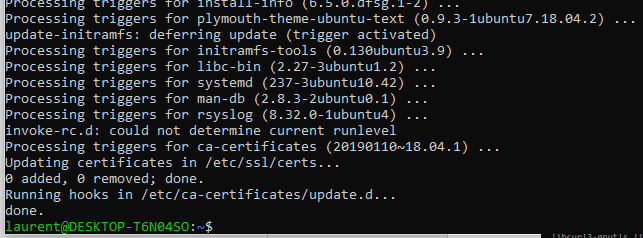 Processing triggers for install-info (6.5.0.dfsg.1-2) ...
Processing triggers for plymouth-theme-ubuntu-text (0.9.3-1ubuntu7.18.04.2) ...
update-initramfs: deferring update (trigger activated)
Processing triggers for initramfs-tools (0.130ubuntu3.9) ...
Processing triggers for libc-bin (2.27-3ubuntu1.2) ...
Processing triggers for systemd (237-3ubuntu10.42) ...
Processing triggers for man-db (2.8.3-2ubuntu0.1) ...
Processing triggers for rsyslog (8.32.0-1ubuntu4) ...
invoke-rc.d: could not determine current runlevel
Processing triggers for ca-certificates (20190110~18.04.1) ...
Updating certificates in /etc/ssl/certs...
0 added, 0 removed; done.
Running hooks in /etc/ca-certificates/update.d...
done.
laurent@DESKTOP-T6N04SO:~$